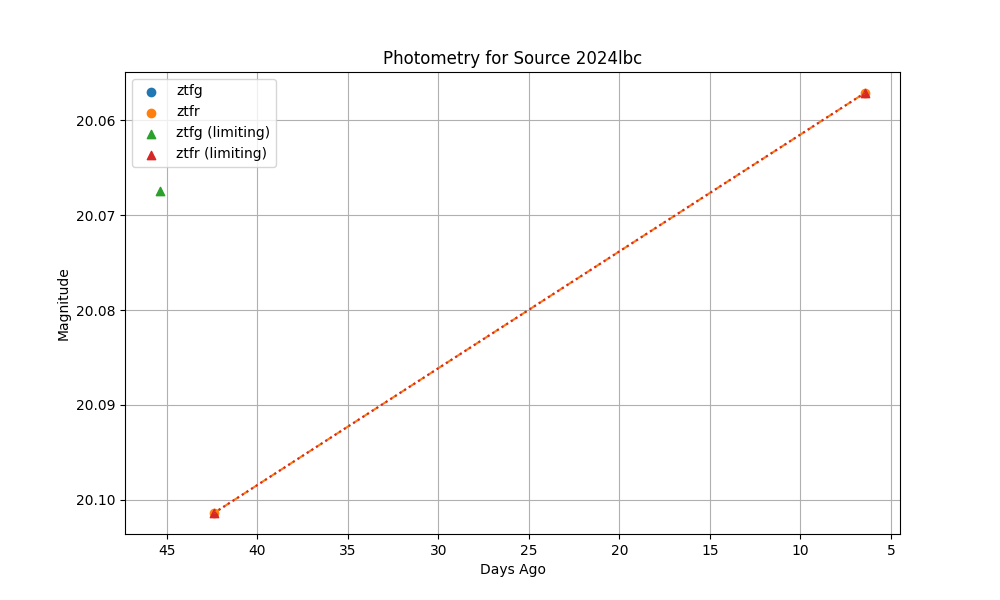 Photometry for Source 2024lbc
ztfg
ztfr
ztfg (limiting)
ztfr (limiting)
20.06
20.07
20.08
20.09
20.10
Magnitude
45 40 35 30 25 20 15 10 5
Days Ago